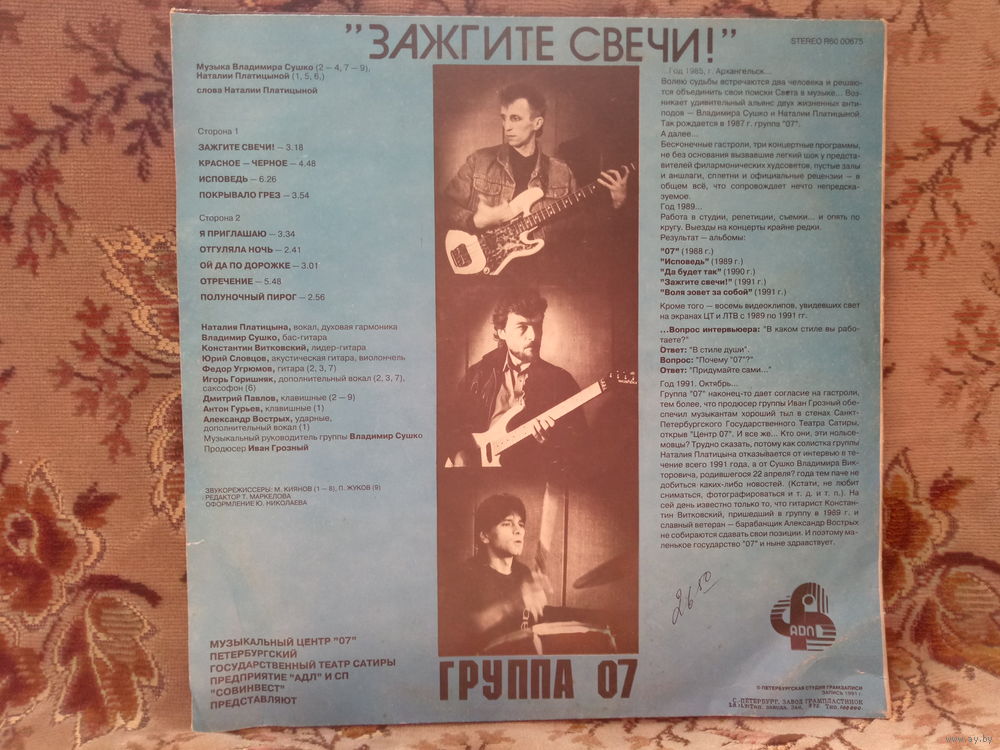 "ЗАЖГИТЕ СВЕЧИ!"
STEREO R60 00675
Музыка Владимира Сушко (2 — 4, 7 — 9),
Наталии Платицыной (1, 5, 6,)
слова Наталии Платицыной
Сторона 1
ЗАЖГИТЕ СВЕЧИ! — 3.18
КРАСНОЕ — ЧЕРНОЕ — 4.48
ИСПОВЕДЬ — 6.26
ПОКРЫВАЛО ГРЕЗ — 3.54
Сторона 2
Я ПРИГЛАШАЮ — 3.34
ОТГУЛЯЛА НОЧЬ — 2.41
ОЙ ДА ПО ДОРОЖКЕ — 3.01
ОТРЕЧЕНИЕ — 5.48
ПОЛУНОЧНЫЙ ПИРОГ — 2.56
Наталия Платицына, вокал, духовая гармоника
Владимир Сушко, бас-гитара
Константин Витковский, лидер-гитара
Юрий Словцов, акустическая гитара, виолончель
Федор Угрюмов, гитара (2, 3, 7)
Игорь Горишняк, дополнительный вокал (2, 3, 7),
саксофон (6)
Дмитрий Павлов, клавишные (2 — 9)
Антон Гурьев, клавишные (1)
Александр Вострых, ударные,
дополнительный вокал (1)
Музыкальный руководитель группы Владимир Сушко
Продюсер Иван Грозный
ЗВУКОРЕЖИССЕРЫ: М. КИЯНОВ (1 — 8), П. ЖУКОВ (9)
РЕДАКТОР Т. МАРКЕЛОВА
ОФОРМЛЕНИЕ Ю. НИКОЛАЕВА
МУЗЫКАЛЬНЫЙ ЦЕНТР "07"
ПЕТЕРБУРГСКИЙ
ГОСУДАРСТВЕННЫЙ ТЕАТР САТИРЫ
ПРЕДПРИЯТИЕ "АДЛ" И СП
"СОВИНВЕСТ"
ПРЕДСТАВЛЯЮТ
ГРУППА 07
...Год 1985, г. Архангельск...
Волею судьбы встречаются два человека и решаю-
тся объединить свои поиски Света в музыке... Воз-
никает удивительный альянс двух жизненных анти-
подов — Владимира Сушко и Наталии Платицыной
Так рождается в 1987 г. группа "07".
А далее...
Бесконечные гастроли, три концертные программы,
не без основания вызвавшие легкий шок у предста-
вителей филармонических худсоветов, пустые залы
и аншлаги, сплетни и официальные рецензии — в
общем всё, что сопровождает нечто непредска-
зуемое.
Год 1989...
Работа в студии, репетиции, съемки... и опять по
кругу. Выезды на концерты крайне редки.
Результат — альбомы:
"07" (1988 г.)
"Исповедь" (1989 г.)
"Да будет так" (1990 г.)
"Зажгите свечи!" (1991 г.)
"Воля зовет за собой" (1991 г.)
Кроме того — восемь видеоклипов, увидевших свет
на экранах ЦТ и ЛТВ с 1989 по 1991 гг.
...Вопрос интервьюера: "В каком стиле вы рабо-
таете?"
Ответ: "В стиле души".
Вопрос: "Почему "07"?"
Ответ: "Придумайте сами..."
Год 1991. Октябрь...
Группа "07" наконец-то дает согласие на гастроли,
тем более, что продюсер группы Иван Грозный обе-
спечил музыкантам хороший тыл в стенах Санкт-
Петербургского Государственного Театра Сатиры,
открыв "Центр 07". И все же... Кто они, эти нольсе-
мовцы? Трудно сказать, потому как солистка группы
Наталия Платицына отказывается от интервью в те-
чение всего 1991 года, а от Сушко Владимира Вик-
торовича, родившегося 22 апреля? года тем паче не
добиться каких-либо новостей. (Кстати, не любит
сниматься, фотографироваться и т. д. и т. п.). На
сей день известно только то, что гитарист Констан-
тин Витковский, пришедший в группу в 1989 г. и
славный ветеран — барабанщик Александр Вострых
не собираются сдавать свои позиции. И поэтому ма-
ленькое государство "07" и ныне здравствует.
2 б 50
АДЛ
© ПЕТЕРБУРГСКАЯ СТУДИЯ ГРАМЗАПИСИ
ЗАПИСЬ 1991 г.
С.-ПЕТЕРБУРГ. ЗАВОД ГРАМПЛАСТИНОК
www.ay.by